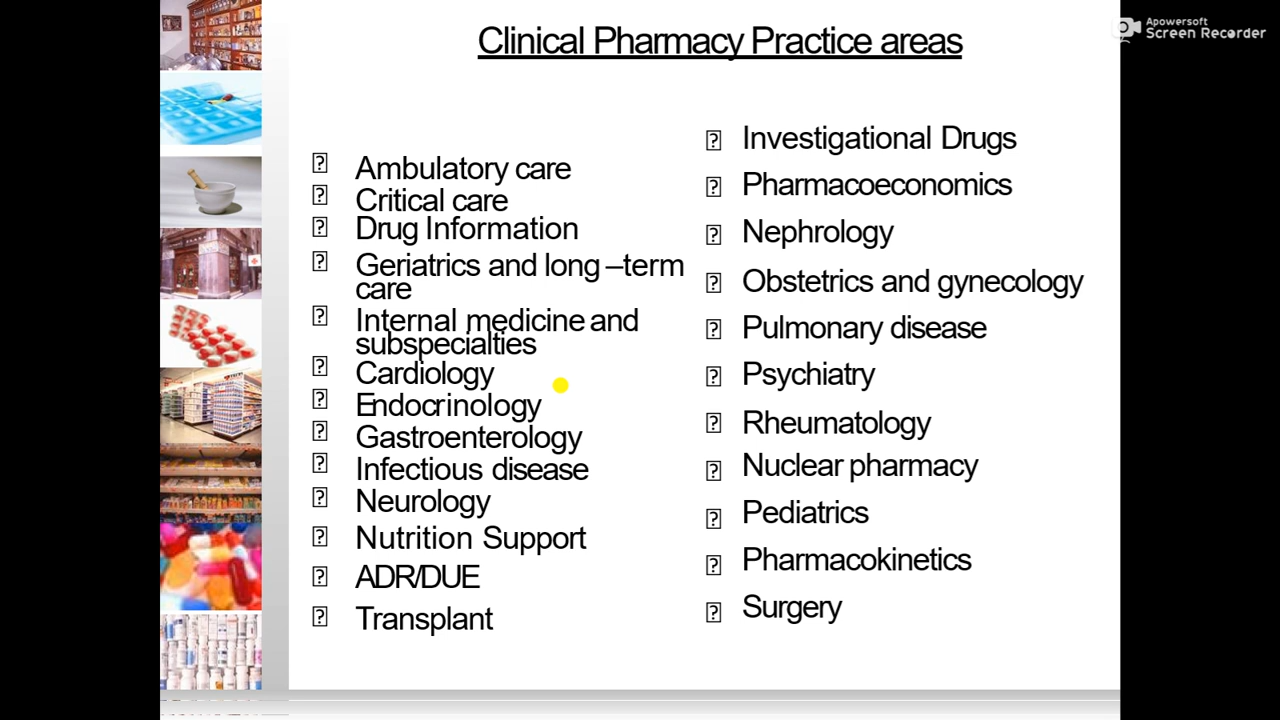 Clinical Pharmacy Practice areas
Apowersoft
Screen Recorder
Ambulatory care
Critical care
Drug Information
Geriatrics and long –term
care
Internal medicine and
subspecialties
Cardiology
Endocrinology
Gastroenterology
Infectious disease
Neurology
Nutrition Support
ADR/DUE
Transplant
Investigational Drugs
Pharmacoeconomics
Nephrology
Obstetrics and gynecology
Pulmonary disease
Psychiatry
Rheumatology
Nuclear pharmacy
Pediatrics
Pharmacokinetics
Surgery